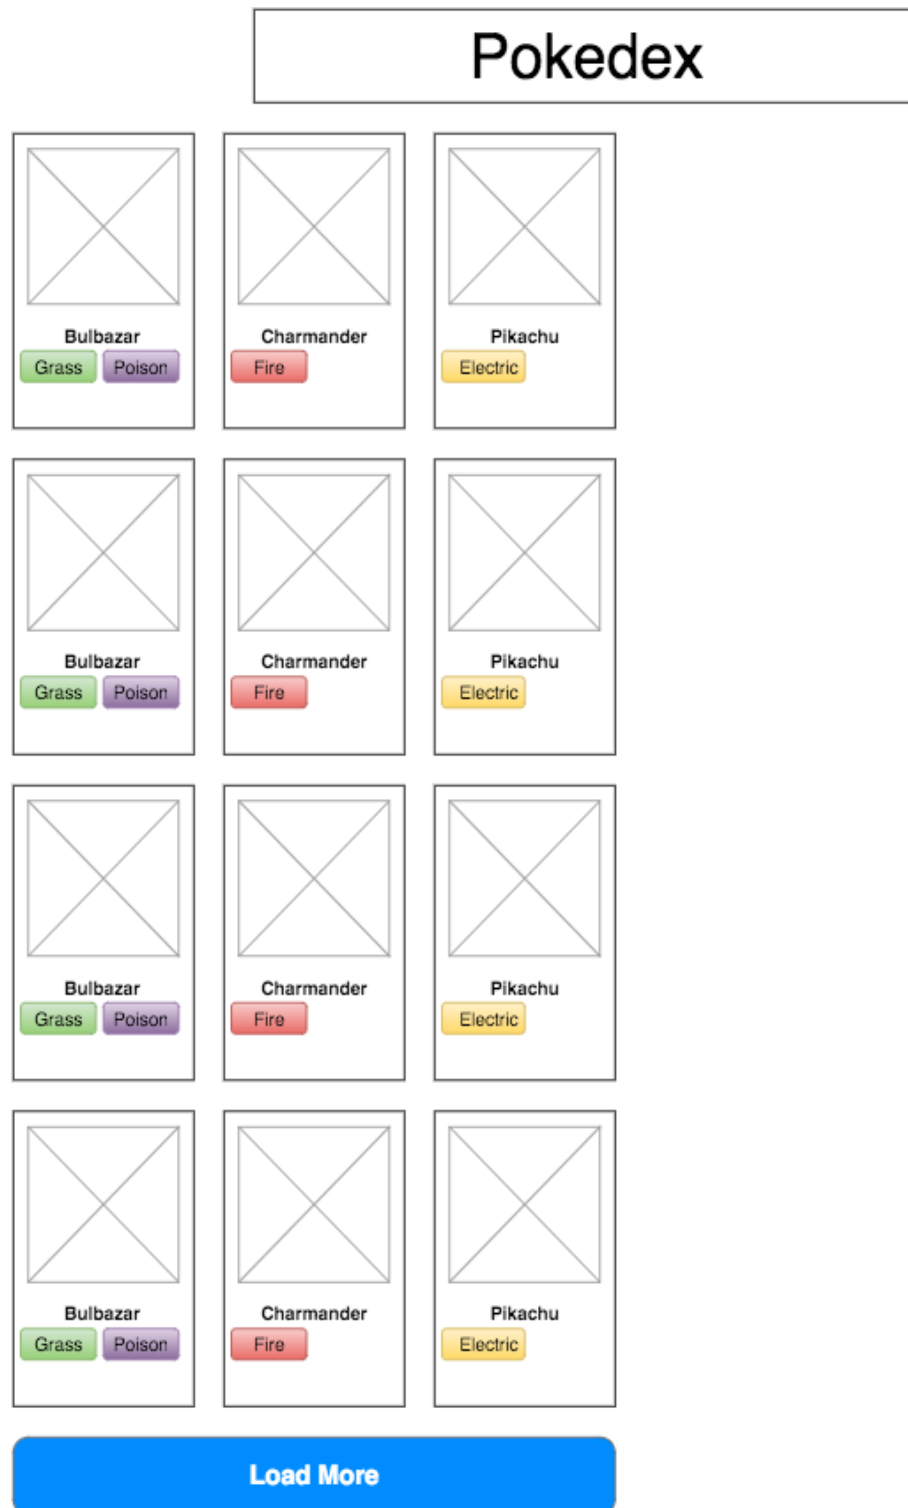 Pokedex
Bulbazar Charmander Pikachu
Grass Poison Fire Electric
Bulbazar Charmander Pikachu
Grass Poison Fire Electric
Bulbazar Charmander Pikachu
Grass Poison Fire Electric
Bulbazar Charmander Pikachu
Grass Poison Fire Electric
Load More